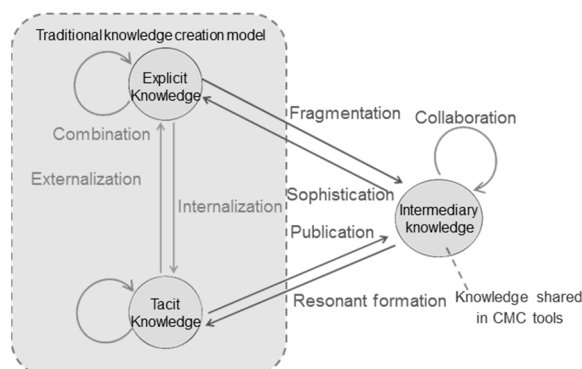 Traditional knowledge creation model
Explicit
Knowledge
Fragmentation
Collaboration
Combination
Externalization
Internalization
Sophistication
Intermediary
knowledge
Publication
Tacit
Knowledge
Resonant formation
Knowledge shared
in CMC tools